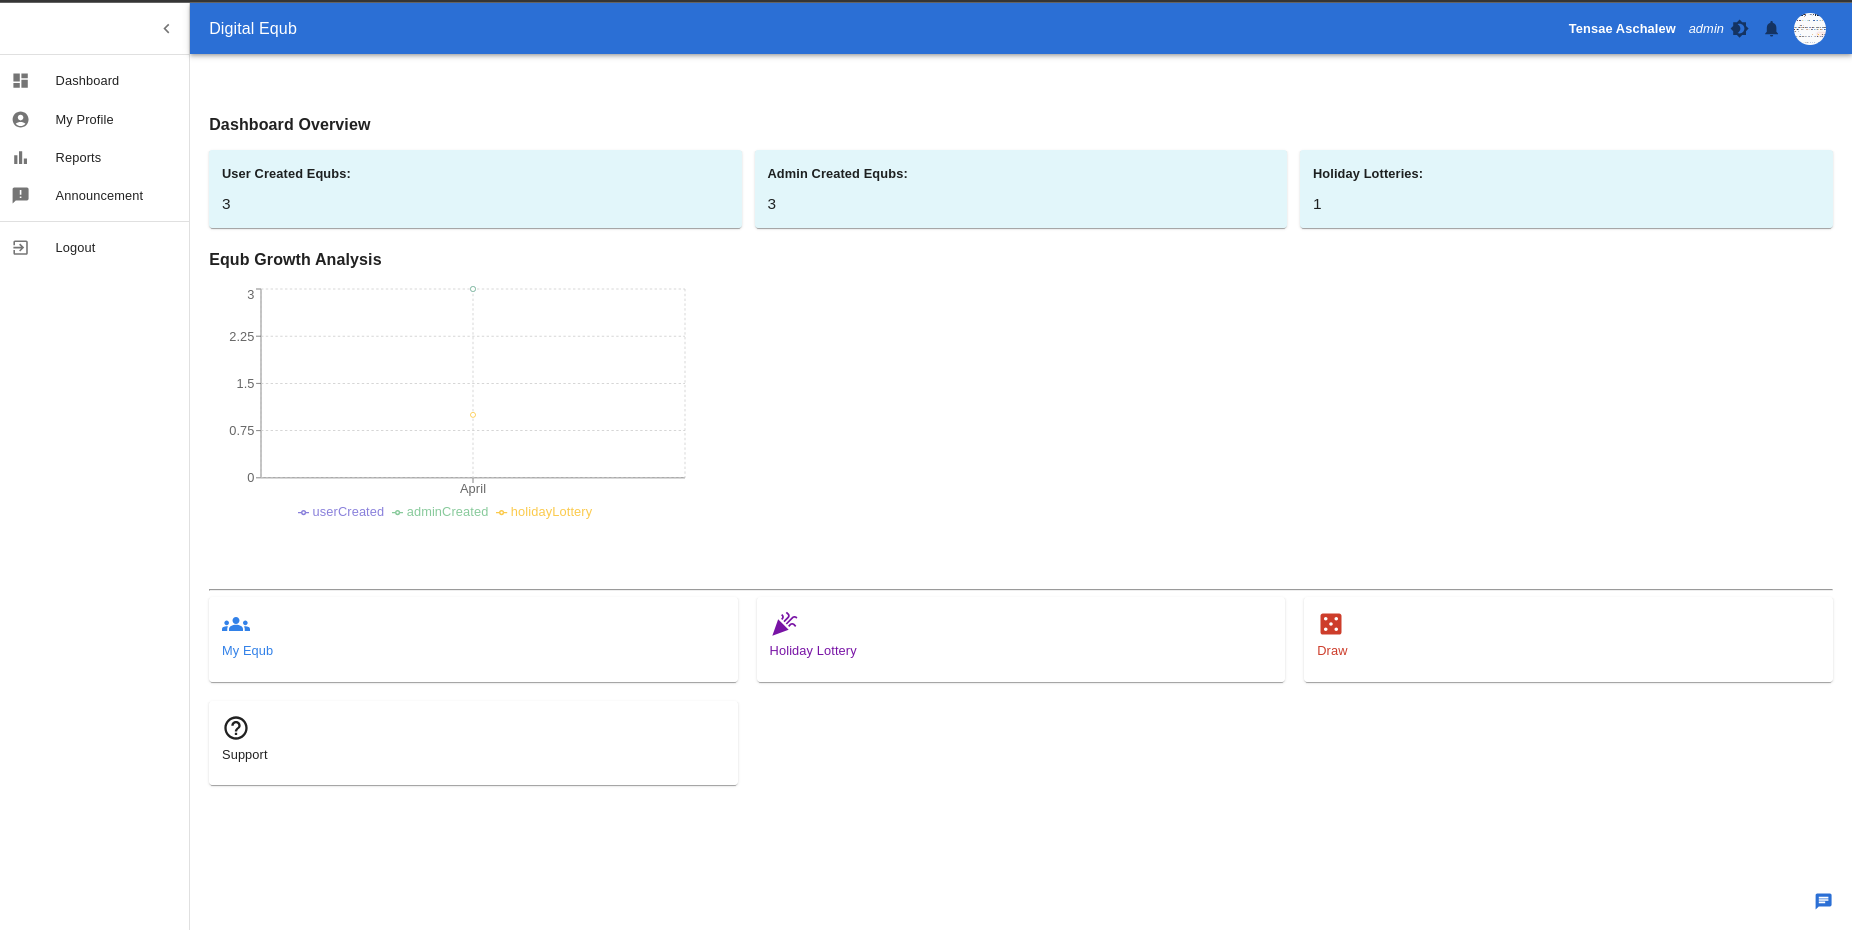 Digital Equb
Tensae Aschalew admin
Dashboard
My Profile
Reports
Announcement
Logout
Dashboard Overview
User Created Equbs:
3
Admin Created Equbs:
3
Holiday Lotteries:
1
Equb Growth Analysis
3
2.25
1.5
0.75
0
April
userCreated adminCreated holidayLottery
My Equb
Holiday Lottery
Draw
Support